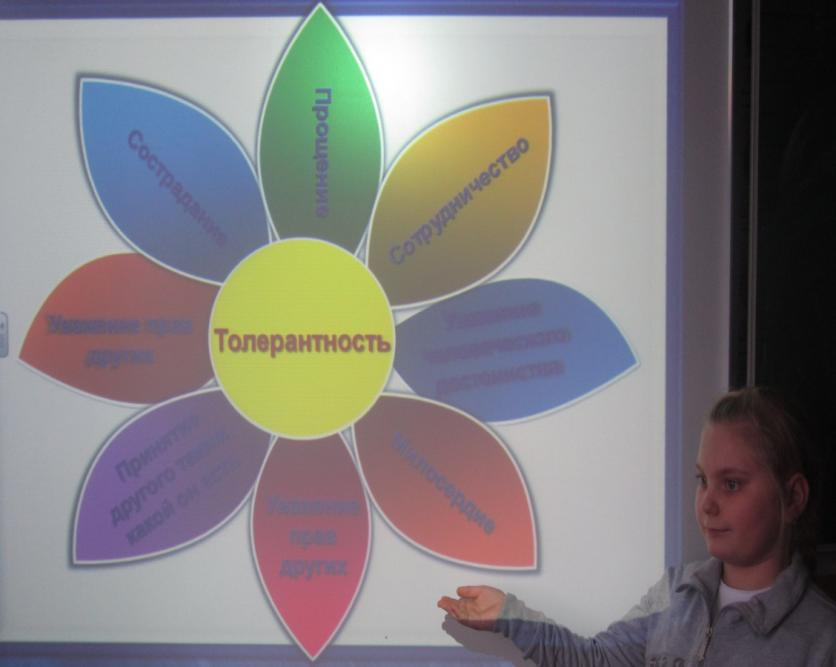 Прощение
Сотрудничество
Уважение
человеческого
достоинства
Милосердие
Уважение
прав
других
Принятие
другого таким,
какой он есть
Уважение прав
других
Сострадание
Толерантность